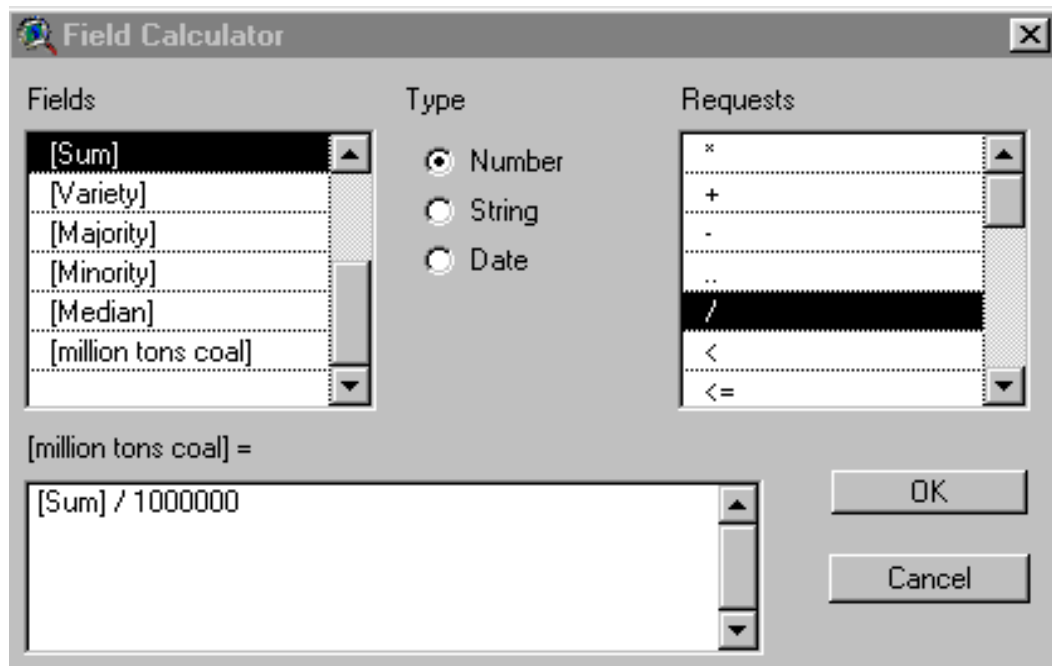 Field Calculator
Fields
Type
Requests
[Sum]
[Variety]
[Majority]
[Minority]
[Median]
[million tons coal]
Number
String
Date
*
+
-
..
/
<
<=
[million tons coal] =
[Sum] / 1000000
OK
Cancel